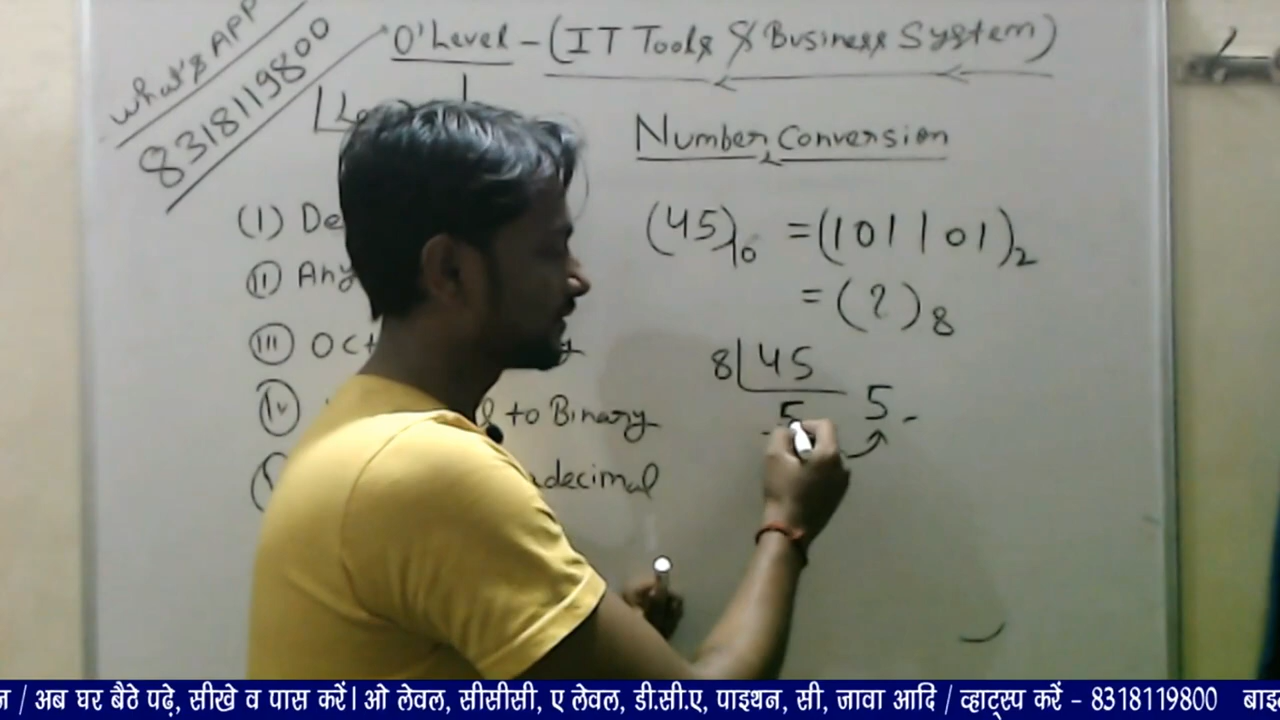 What's APP
8318119800
O'Level - (IT Tools & Business System)
Number Conversion
(I) De
(II) Any
(III) Oct
(IV) to Binary
decimal
(45)10 = (101101)2
= (?)8
8 45
5 5 -
न / अब घर बैठे पढ़े, सीखे व पास करें। ओ लेवल, सीसीसी, ए लेवल, डी.सी.ए, पाइथन, सी, जावा आदि / व्हाट्स्प करें - 8318119800 बाइ